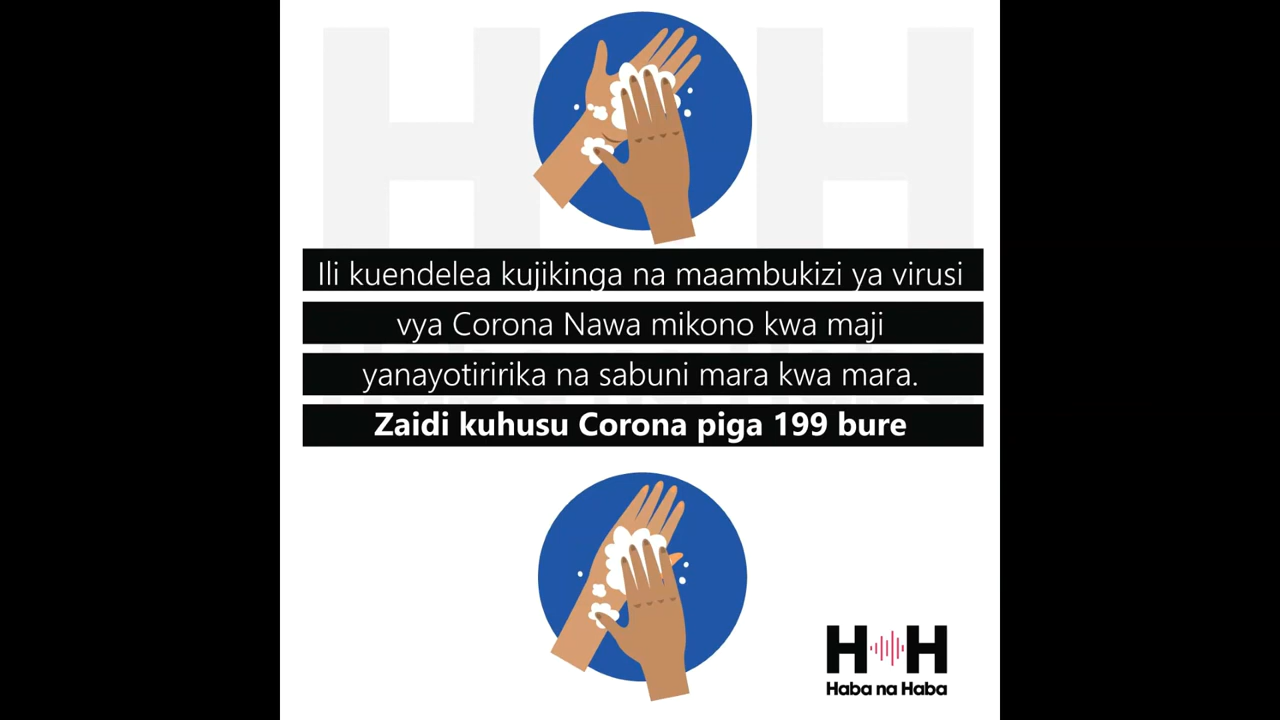 Ili kuendelea kujikinga na maambukizi ya virusi
vya Corona Nawa mikono kwa maji
yanayotiririka na sabuni mara kwa mara.
Zaidi kuhusu Corona piga 199 bure
H H
Haba na Haba